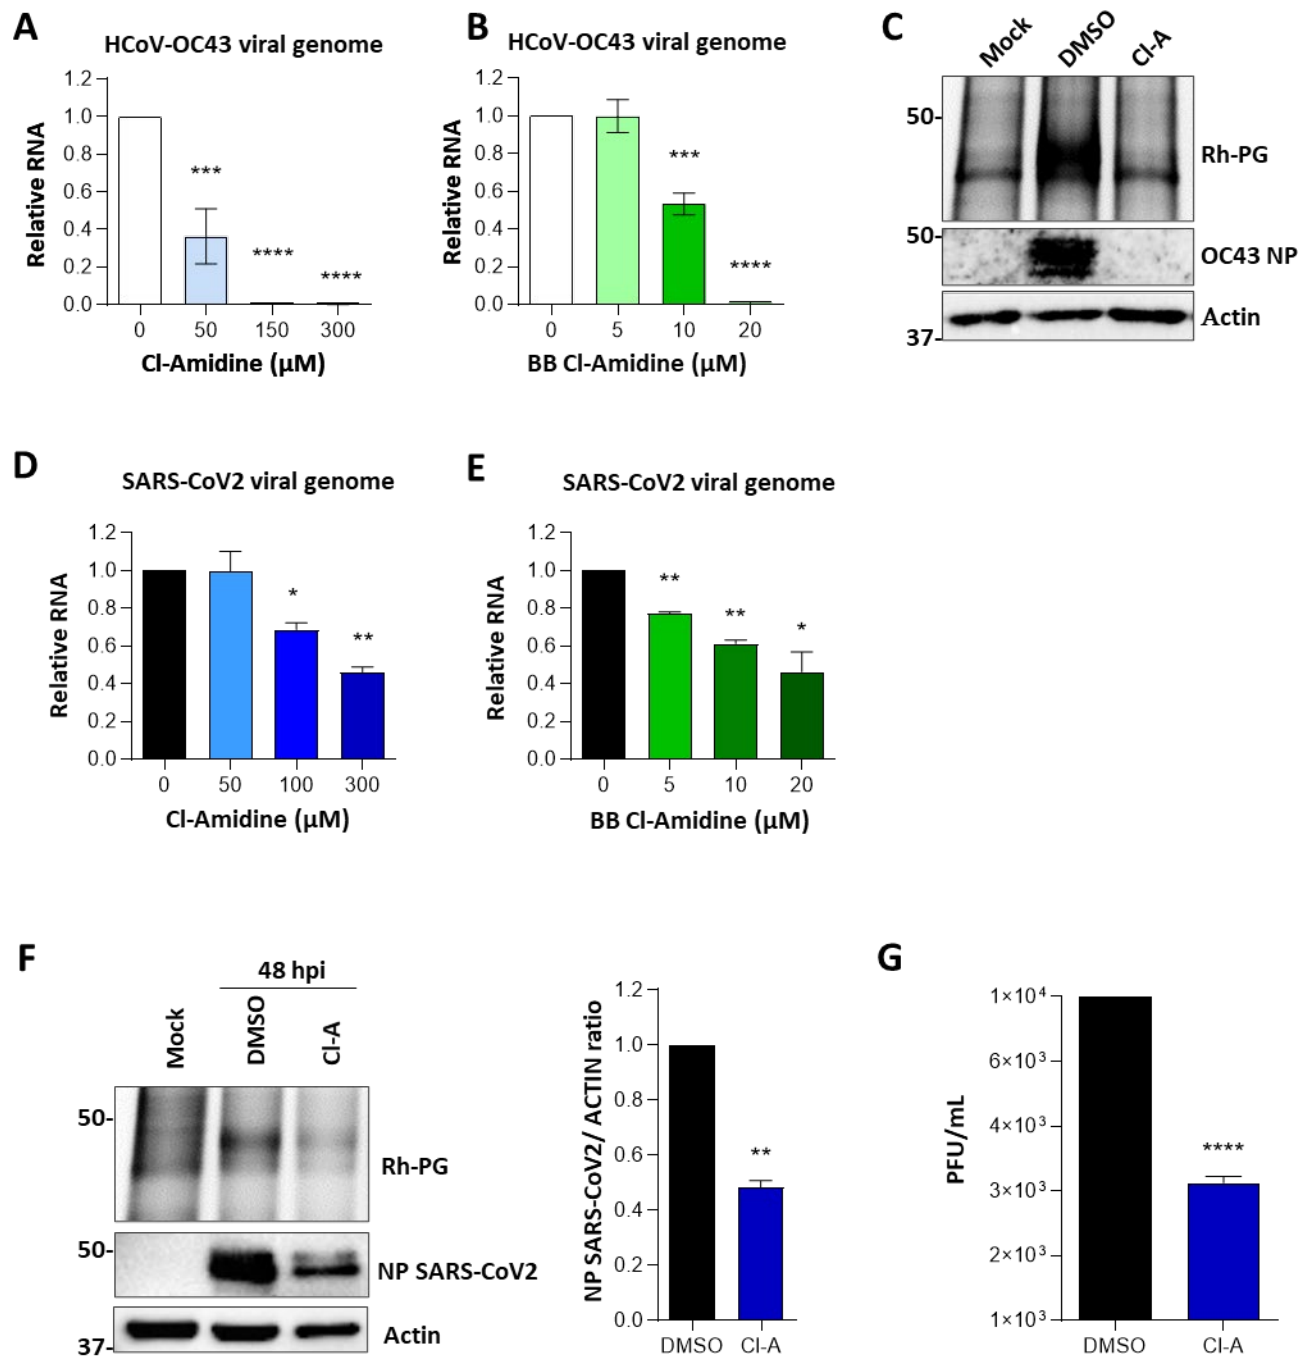 A
HCoV-OC43 viral genome
Relative RNA
1.2
1.0
0.8
0.6
0.4
0.2
0.0
***
****
****
0 50 150 300
Cl-Amidine (µM)
B
HCoV-OC43 viral genome
Relative RNA
1.2
1.0
0.8
0.6
0.4
0.2
0.0
***
****
0 5 10 20
BB Cl-Amidine (µM)
C
Mock DMSO Cl-A
50-
Rh-PG
50-
OC43 NP
Actin
37-
D
SARS-CoV2 viral genome
Relative RNA
1.2
1.0
0.8
0.6
0.4
0.2
0.0
*
**
0 50 100 300
Cl-Amidine (µM)
E
SARS-CoV2 viral genome
Relative RNA
1.2
1.0
0.8
0.6
0.4
0.2
0.0
**
**
*
0 5 10 20
BB Cl-Amidine (µM)
F
48 hpi
Mock DMSO Cl-A
50-
Rh-PG
50-
NP SARS-CoV2
Actin
37-
NP SARS-CoV2/ ACTIN ratio
1.2
1.0
0.8
0.6
0.4
0.2
0.0
**
DMSO Cl-A
G
PFU/mL
1×10⁴
6×10³
4×10³
3×10³
2×10³
1×10³
****
DMSO Cl-A